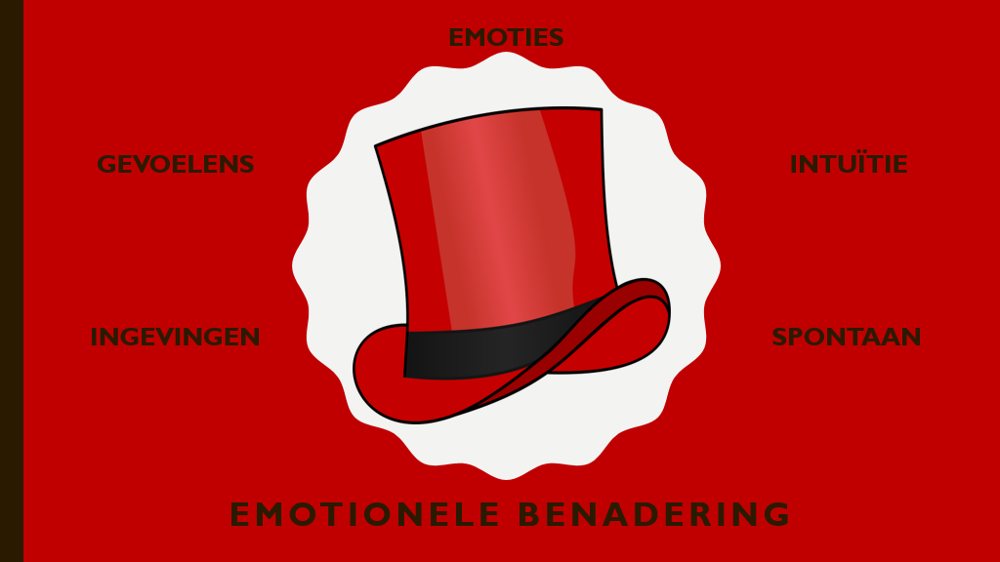 EMOTIES
GEVOELENS
INTUÏTIE
INGEVINGEN
SPONTAAN
EMOTIONELE BENADERING